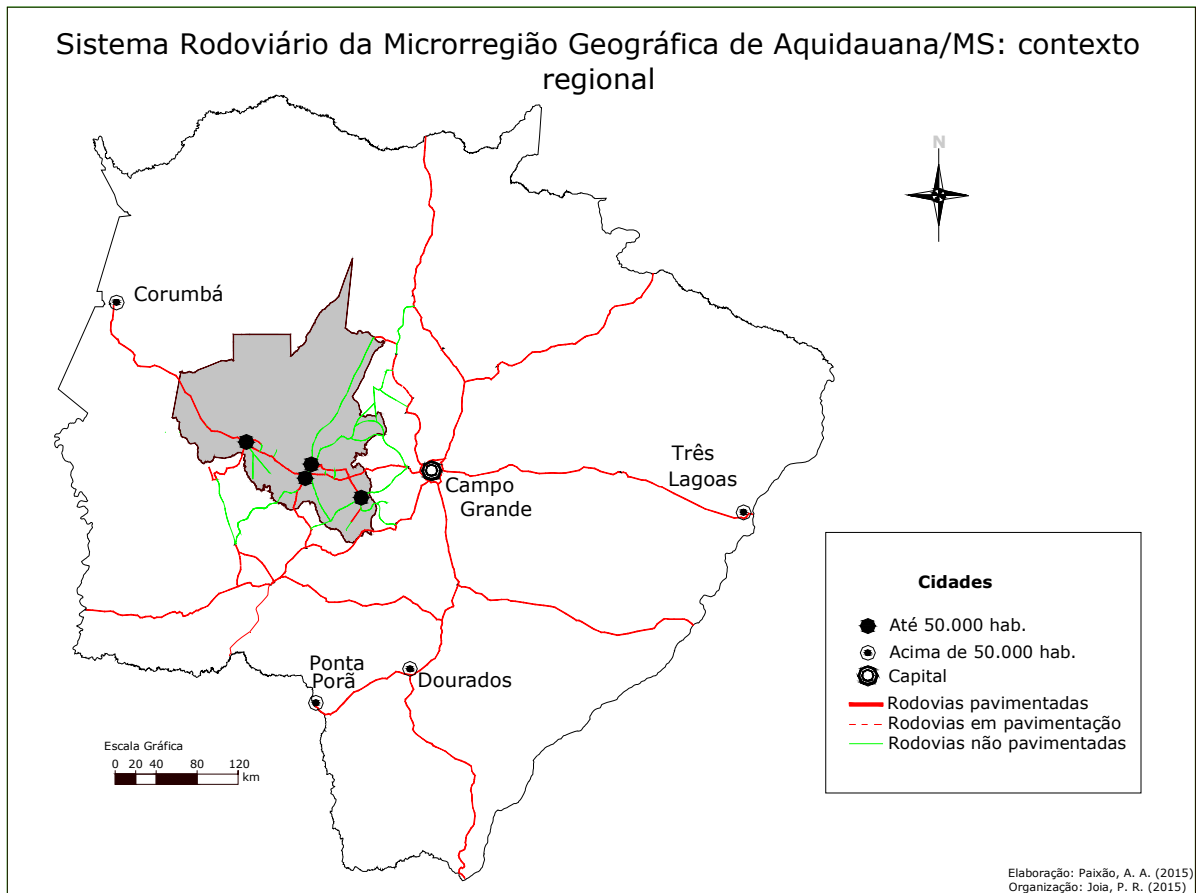 Sistema Rodoviário da Microrregião Geográfica de Aquidauana/MS: contexto
regional
N
Corumbá
Três
Lagoas
Campo
Grande
Ponta
Porã
Dourados
Cidades
Até 50.000 hab.
Acima de 50.000 hab.
Capital
Rodovias pavimentadas
Rodovias em pavimentação
Rodovias não pavimentadas
Escala Gráfica
0 20 40 80 120
km
Elaboração: Paixão, A. A. (2015)
Organização: Joia, P. R. (2015)